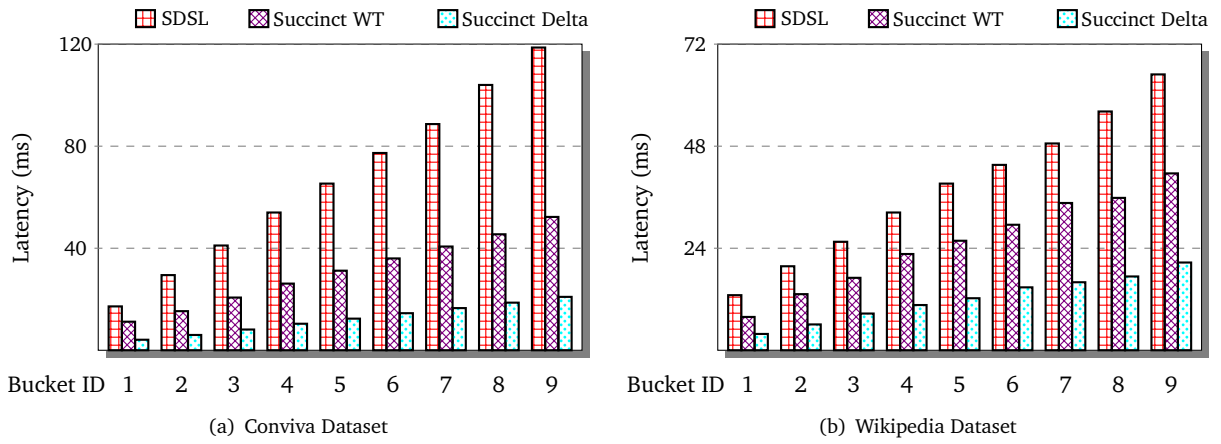 SDSL Succinct WT Succinct Delta
120
80
40
Latency (ms)
Bucket ID 1 2 3 4 5 6 7 8 9
(a) Conviva Dataset
SDSL Succinct WT Succinct Delta
72
48
24
Latency (ms)
Bucket ID 1 2 3 4 5 6 7 8 9
(b) Wikipedia Dataset